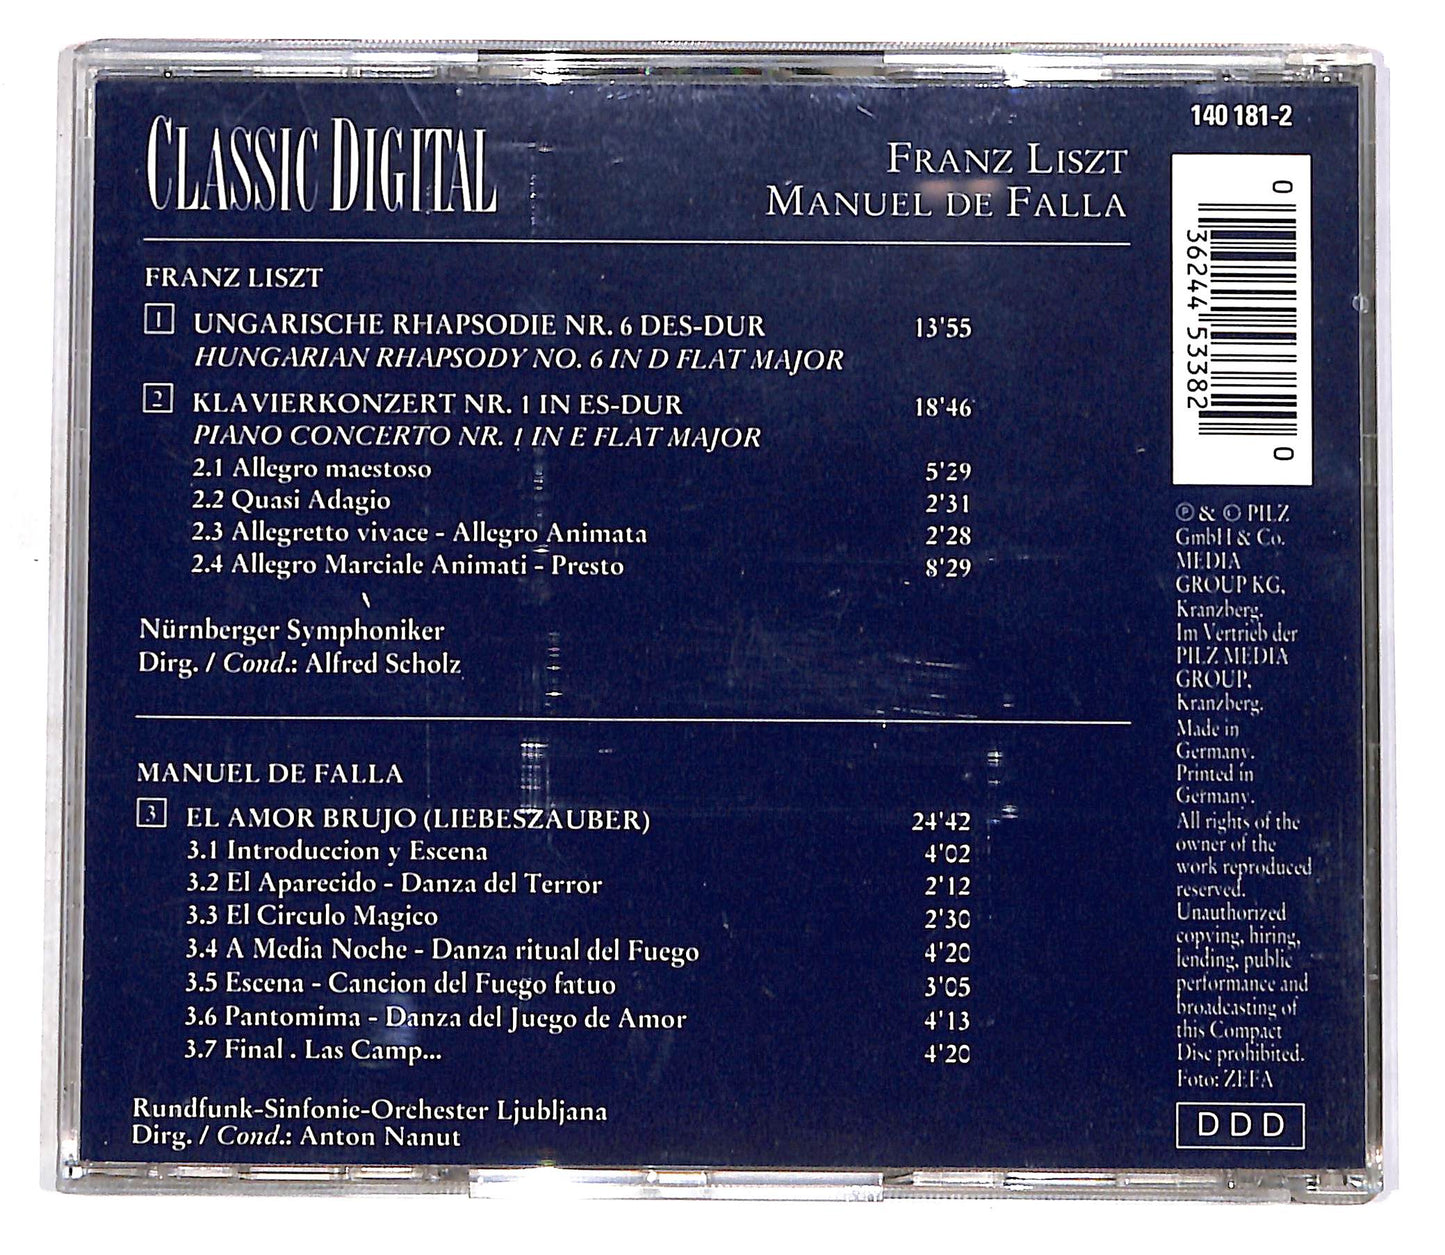 CLASSIC DIGITAL
FRANZ LISZT
MANUEL DE FALLA
140 181-2
FRANZ LISZT
1 UNGARISCHE RHAPSODIE NR. 6 DES-DUR 13'55
HUNGARIAN RHAPSODY NO. 6 IN D FLAT MAJOR
2 KLAVIERKONZERT NR. 1 IN ES-DUR 18'46
PIANO CONCERTO NR. 1 IN E FLAT MAJOR
2.1 Allegro maestoso 5'29
2.2 Quasi Adagio 2'31
2.3 Allegretto vivace - Allegro Animata 2'28
2.4 Allegro Marciale Animati - Presto 8'29
Nürnberger Symphoniker
Dirg. / Cond.: Alfred Scholz
MANUEL DE FALLA
3 EL AMOR BRUJO (LIEBESZAUBER) 24'42
3.1 Introduccion y Escena 4'02
3.2 El Aparecido - Danza del Terror 2'12
3.3 El Circulo Magico 2'30
3.4 A Media Noche - Danza ritual del Fuego 4'20
3.5 Escena - Cancion del Fuego fatuo 3'05
3.6 Pantomima - Danza del Juego de Amor 4'13
3.7 Final . Las Camp... 4'20
Rundfunk-Sinfonie-Orchester Ljubljana
Dirg. / Cond.: Anton Nanut
0 36244 53382 0
Ⓟ & © PILZ
GmbH & Co.
MEDIA
GROUP KG,
Kranzberg.
Im Vertrieb der
PILZ MEDIA
GROUP,
Kranzberg.
Made in
Germany.
Printed in
Germany.
All rights of the
owner of the
work reproduced
reserved.
Unauthorized
copying, hiring,
lending, public
performance and
broadcasting of
this Compact
Disc prohibited.
Foto: ZEFA
DDD